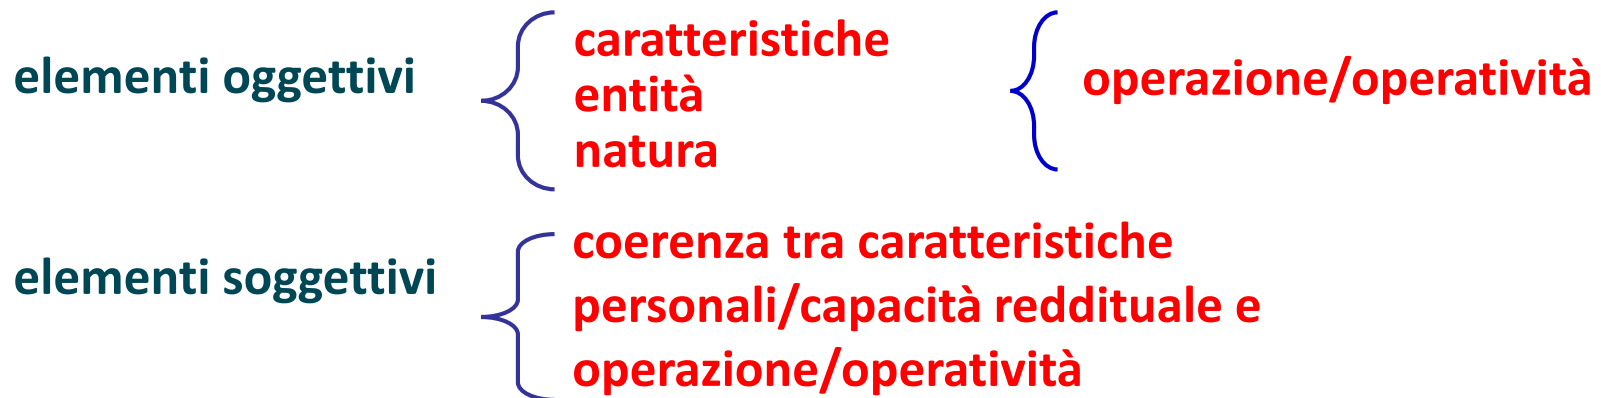 elementi oggettivi
caratteristiche
entità
natura
operazione/operatività
elementi soggettivi
coerenza tra caratteristiche
personali/capacità reddituale e
operazione/operatività